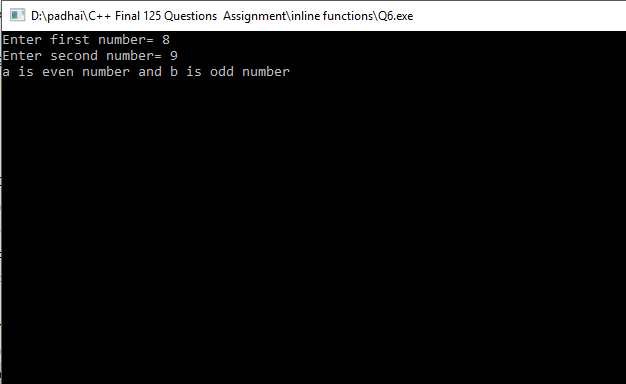 D:\padhai\C++ Final 125 Questions  Assignment\inline functions\Q6.exe
Enter first number= 8
Enter second number= 9
a is even number and b is odd number